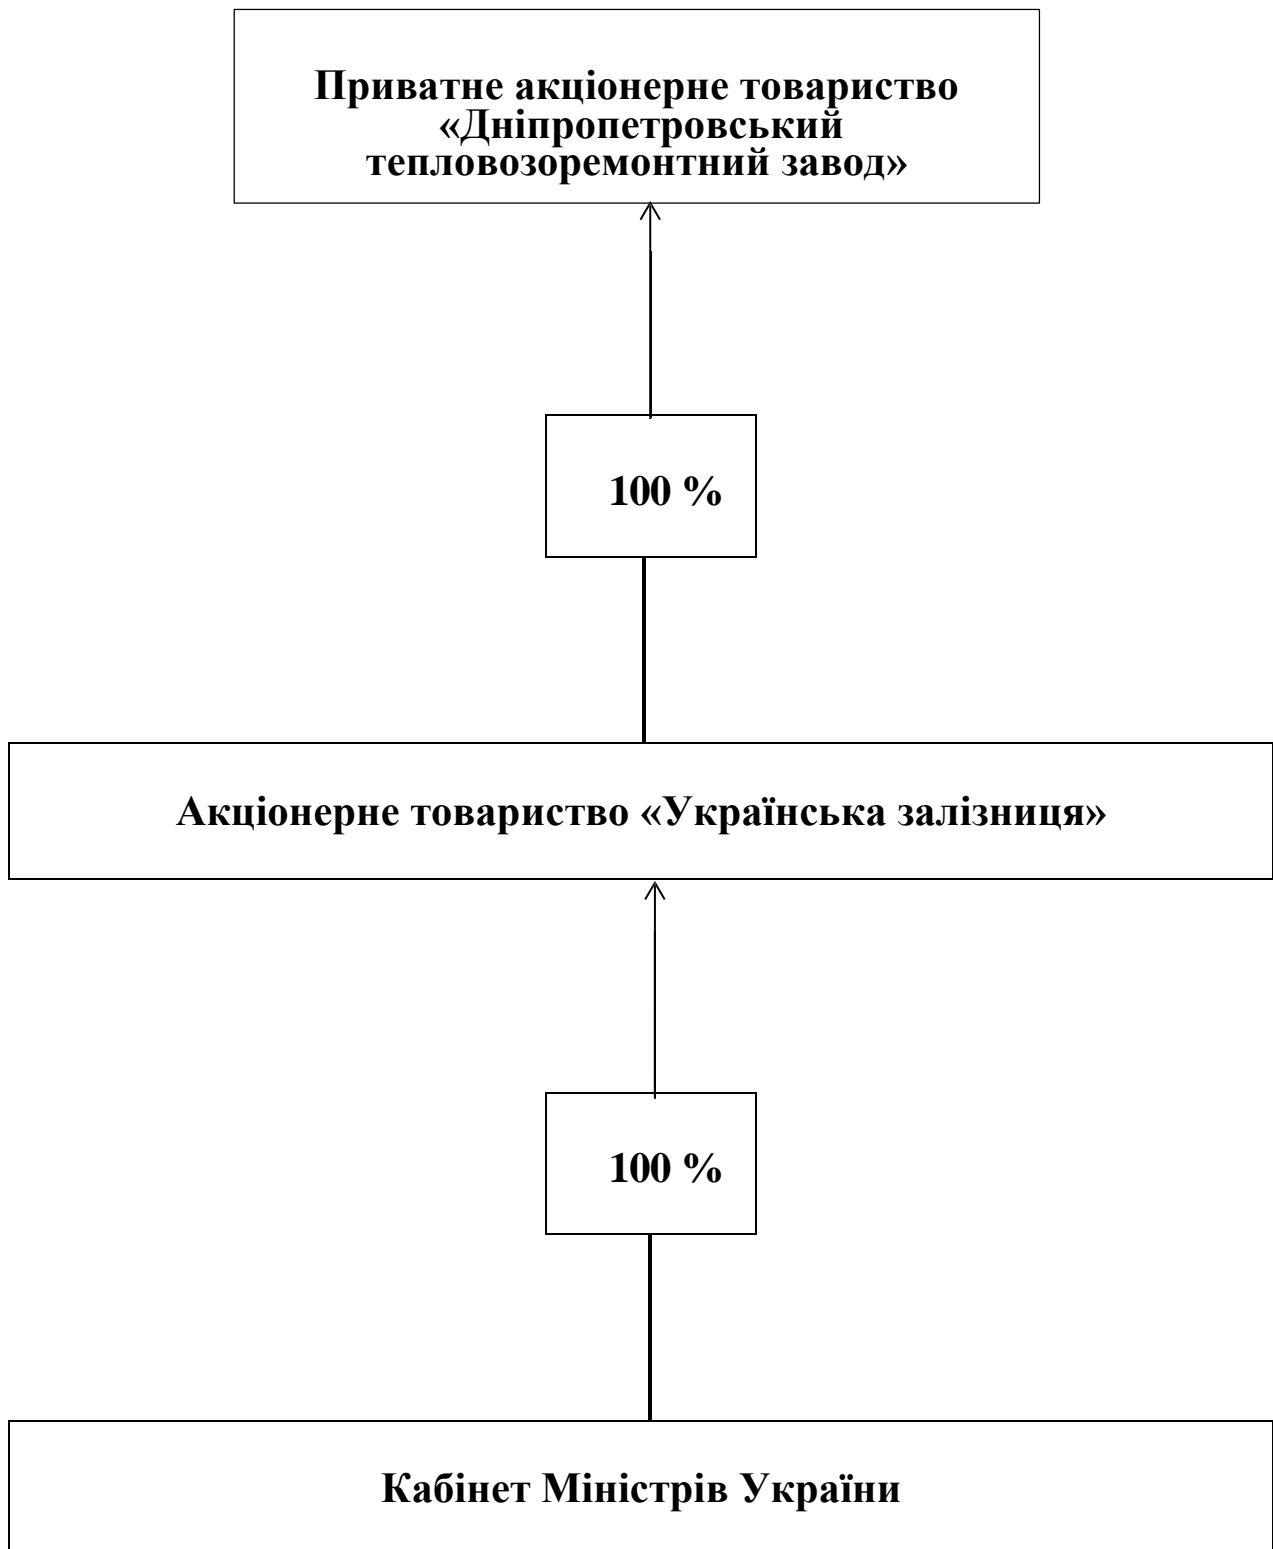 Приватне акціонерне товариство
«Дніпропетровський
тепловозоремонтний завод»
100 %
Акціонерне товариство «Українська залізниця»
100 %
Кабінет Міністрів України